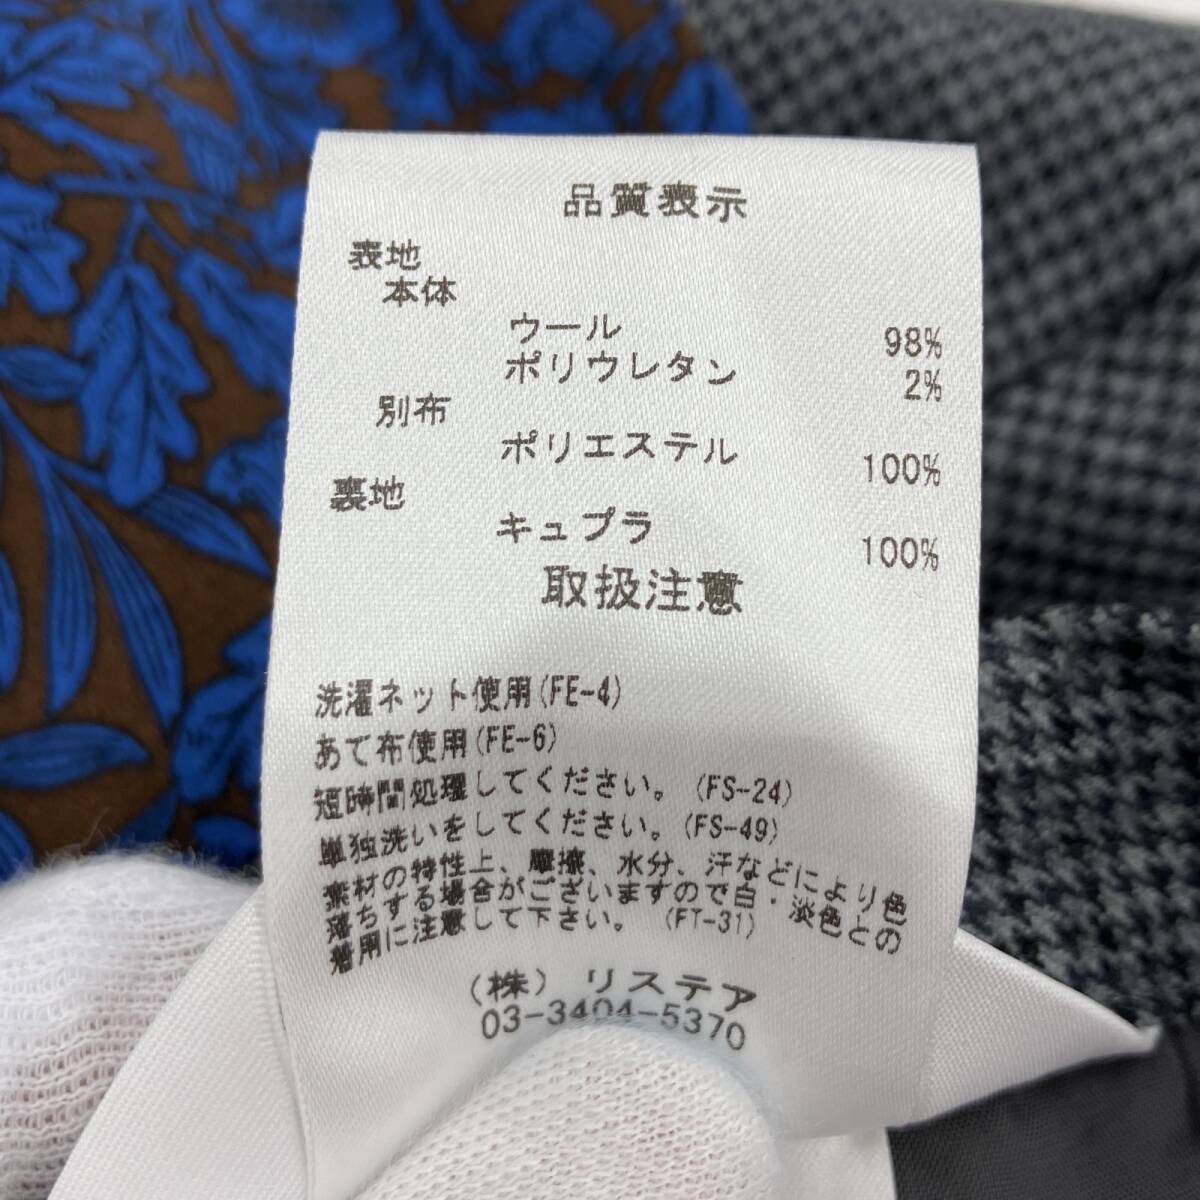 品質表示
表地
本体
ウール 98%
ポリウレタン 2%
別布
ポリエステル 100%
裏地
キュプラ 100%
取扱注意
洗濯ネット使用(FE-4)
あて布使用(FE-6)
短時間処理してください。(FS-24)
単独洗いをしてください。(FS-49)
素材の特性上、摩擦、水分、汗などにより色
落ちする場合がございますので白・淡色との
着用に注意して下さい。 (FT-31)
(株) リステア
03-3404-5370